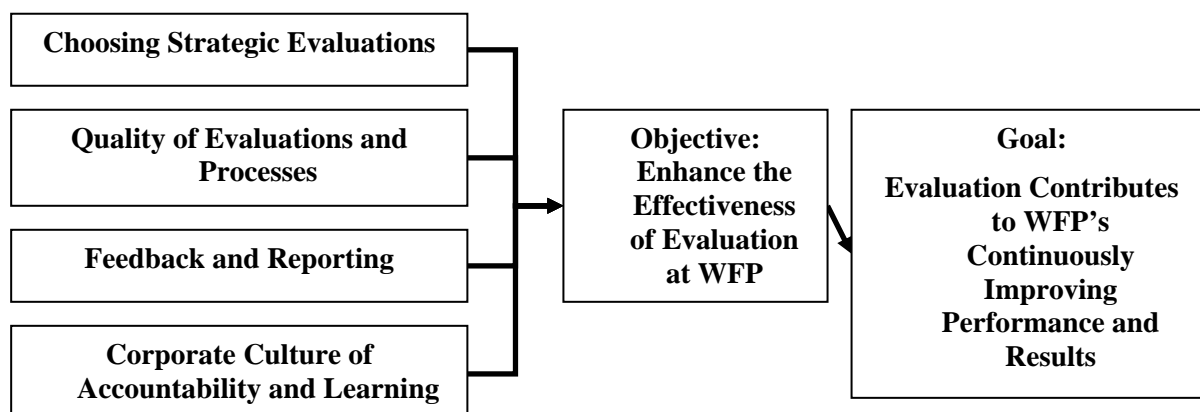 Choosing Strategic Evaluations
Quality of Evaluations and
Processes
Feedback and Reporting
Corporate Culture of
Accountability and Learning
Objective:
Enhance the
Effectiveness
of Evaluation
at WFP
Goal:
Evaluation Contributes
to WFP’s
Continuously
Improving
Performance and
Results